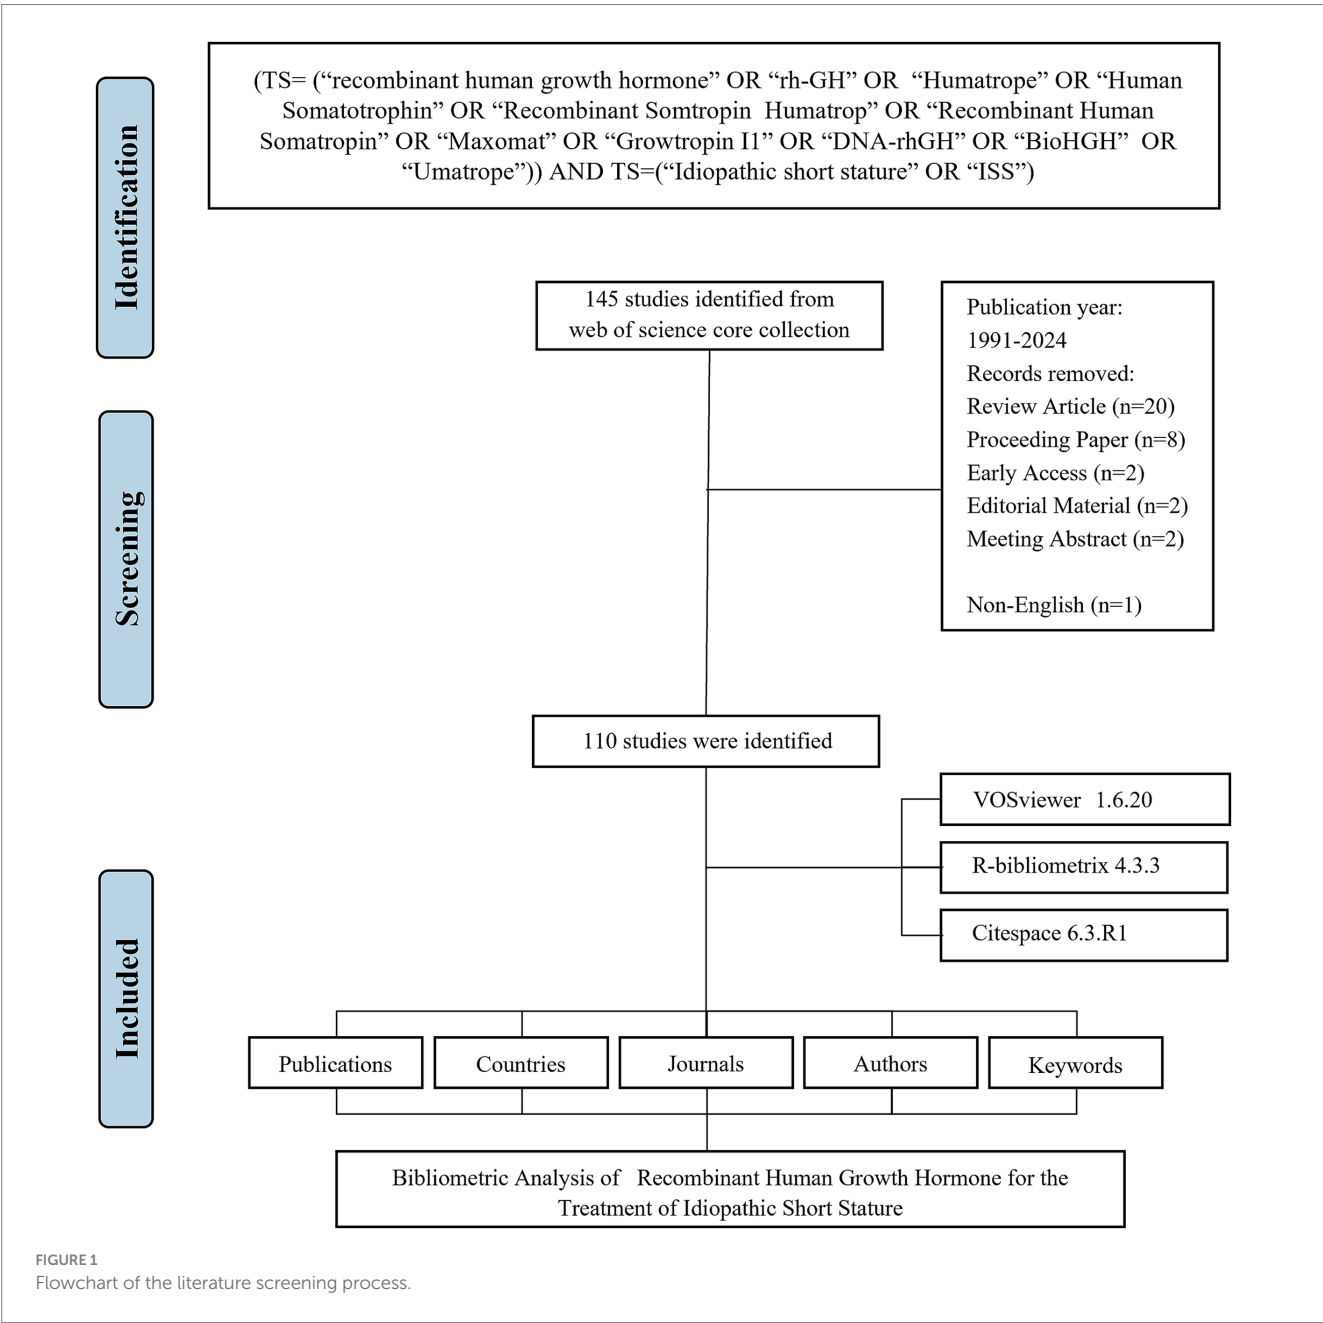 Identification
(TS= (“recombinant human growth hormone” OR “rh-GH” OR “Humatrope” OR “Human
Somatotrophin” OR “Recombinant Somtropin Humatrop” OR “Recombinant Human
Somatropin” OR “Maxomat” OR “Growtropin I1” OR “DNA-rhGH” OR “BioHGH” OR
“Umatrope”)) AND TS=(“Idiopathic short stature” OR “ISS”)
145 studies identified from
web of science core collection
Publication year:
1991-2024
Records removed:
Review Article (n=20)
Proceeding Paper (n=8)
Early Access (n=2)
Editorial Material (n=2)
Meeting Abstract (n=2)
Non-English (n=1)
Screening
110 studies were identified
VOSviewer 1.6.20
R-bibliometrix 4.3.3
Citespace 6.3.R1
Included
Publications
Countries
Journals
Authors
Keywords
Bibliometric Analysis of Recombinant Human Growth Hormone for the
Treatment of Idiopathic Short Stature
FIGURE 1
Flowchart of the literature screening process.